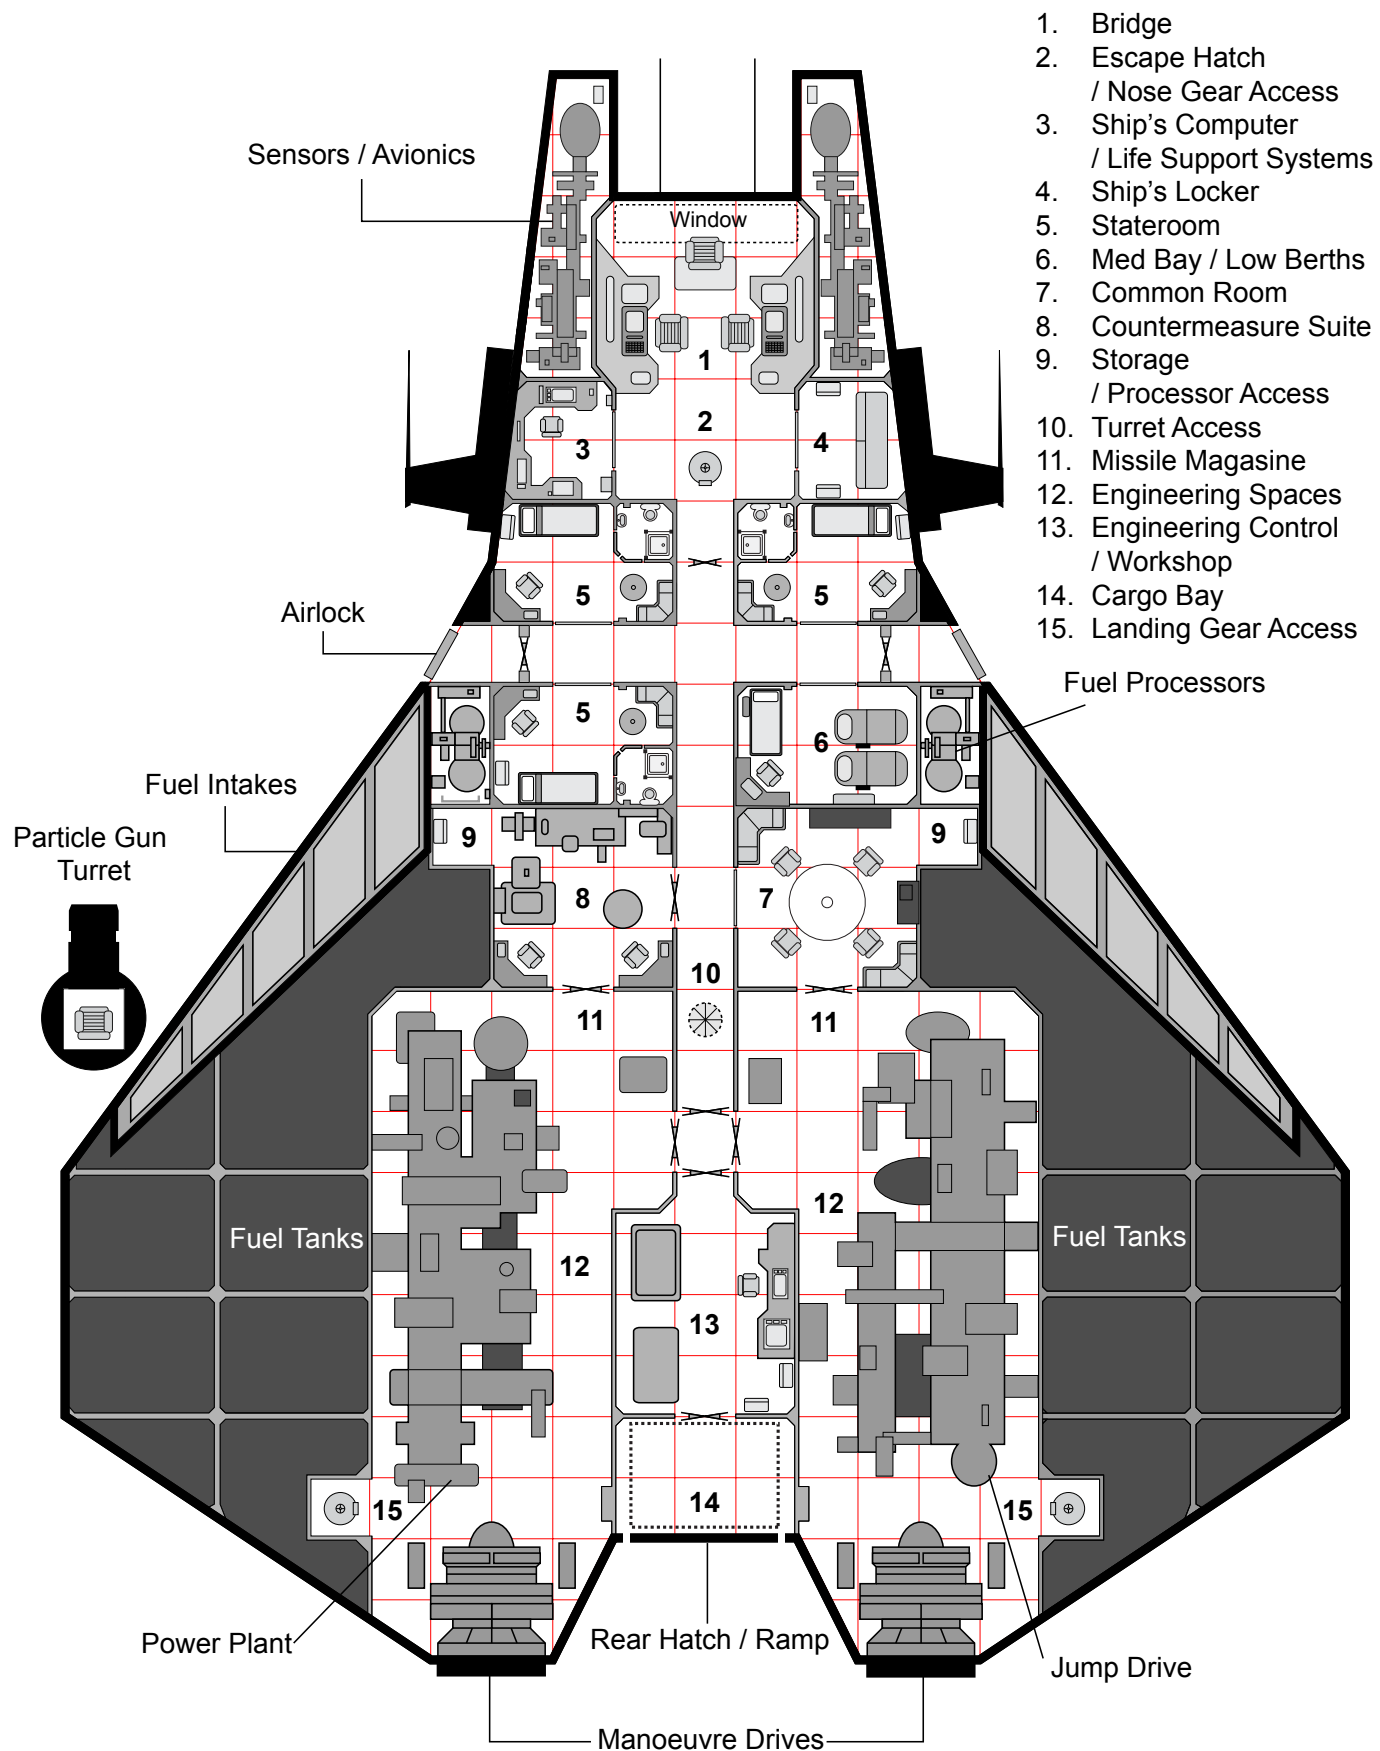 1. Bridge
2. Escape Hatch
/ Nose Gear Access
3. Ship's Computer
/ Life Support Systems
4. Ship's Locker
5. Stateroom
6. Med Bay / Low Berths
7. Common Room
8. Countermeasure Suite
9. Storage
/ Processor Access
10. Turret Access
11. Missile Magasine
12. Engineering Spaces
13. Engineering Control
/ Workshop
14. Cargo Bay
15. Landing Gear Access
Sensors / Avionics
Window
1
2
3
4
5
5
Airlock
Fuel Processors
5
6
Fuel Intakes
Particle Gun
Turret
9
9
8
7
10
11
11
12
Fuel Tanks
Fuel Tanks
12
13
14
15
15
Power Plant
Rear Hatch / Ramp
Jump Drive
Manoeuvre Drives